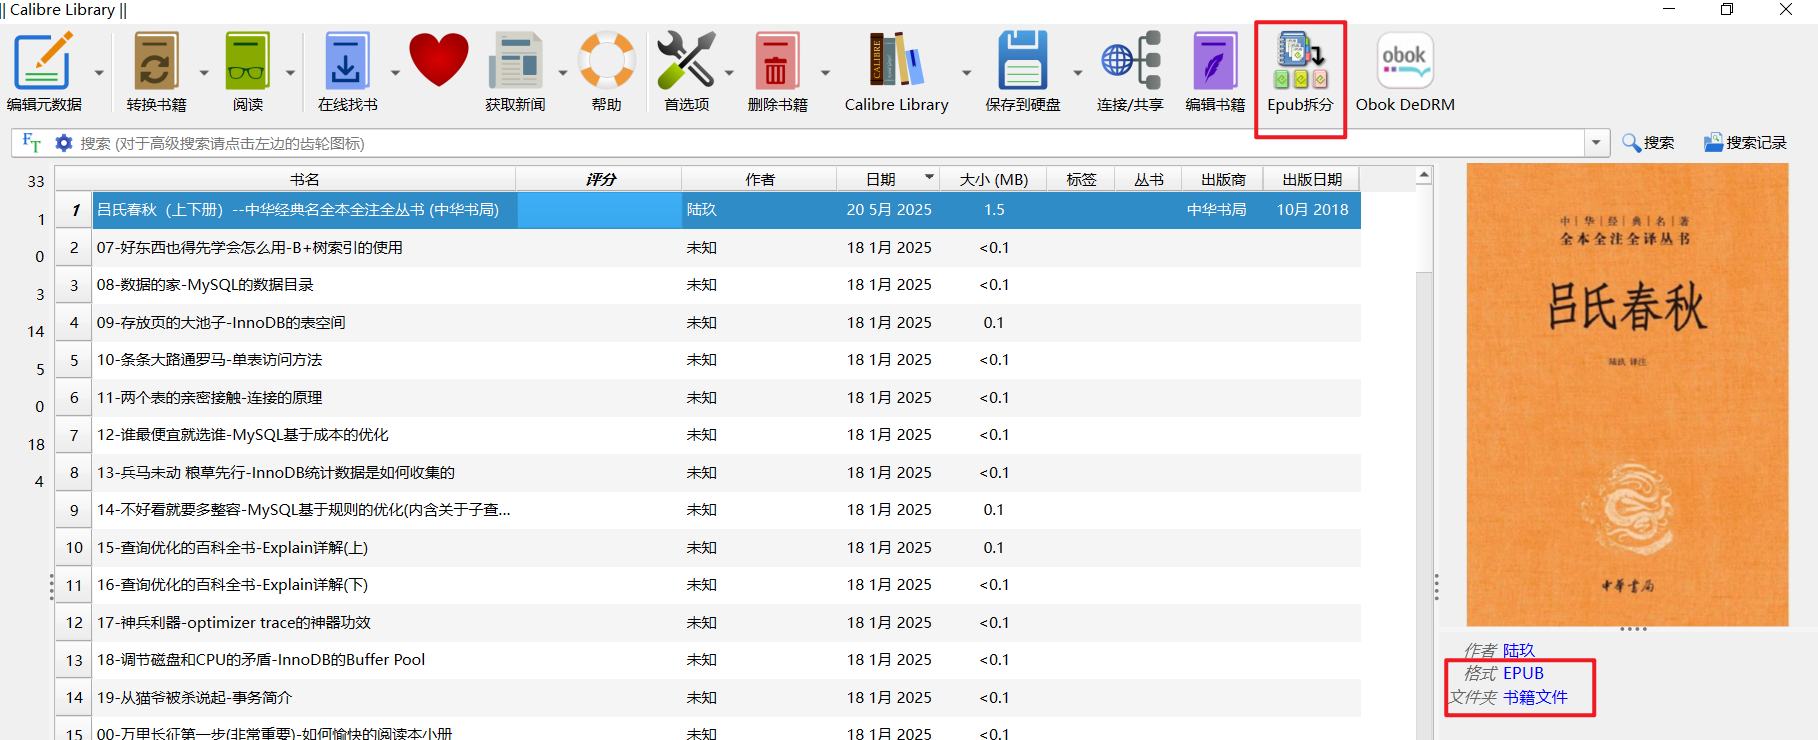 || Calibre Library ||
编辑元数据 转换书籍 阅读 在线找书 获取新闻 帮助 首选项 删除书籍 Calibre Library 保存到硬盘 连接/共享 编辑书籍 Epub拆分 Obok DeDRM
CALIBRE
obok
FT 搜索 (对于高级搜索请点击左边的齿轮图标) 搜索 搜索记录
33
1
0
3
14
5
0
18
4
书名 评分 作者 日期 大小 (MB) 标签 丛书 出版商 出版日期
1 吕氏春秋（上下册）--中华经典名全本全注全丛书 (中华书局) 陆玖 20 5月 2025 1.5 中华书局 10月 2018
2 07-好东西也得先学会怎么用-B+树索引的使用 未知 18 1月 2025 <0.1
3 08-数据的家-MySQL的数据目录 未知 18 1月 2025 <0.1
4 09-存放页的大池子-InnoDB的表空间 未知 18 1月 2025 0.1
5 10-条条大路通罗马-单表访问方法 未知 18 1月 2025 <0.1
6 11-两个表的亲密接触-连接的原理 未知 18 1月 2025 <0.1
7 12-谁最便宜就选谁-MySQL基于成本的优化 未知 18 1月 2025 <0.1
8 13-兵马未动 粮草先行-InnoDB统计数据是如何收集的 未知 18 1月 2025 <0.1
9 14-不好看就要多整容-MySQL基于规则的优化(内含关于子查... 未知 18 1月 2025 0.1
10 15-查询优化的百科全书-Explain详解(上) 未知 18 1月 2025 0.1
11 16-查询优化的百科全书-Explain详解(下) 未知 18 1月 2025 <0.1
12 17-神兵利器-optimizer trace的神器功效 未知 18 1月 2025 <0.1
13 18-调节磁盘和CPU的矛盾-InnoDB的Buffer Pool 未知 18 1月 2025 <0.1
14 19-从猫爷被杀说起-事务简介 未知 18 1月 2025 <0.1
15 00-万里长征第一步(非常重要)-如何愉快的阅读本小册 未知 18 1月 2025 <0.1
中|华|经|典|名|著
全本全注全译丛书
吕氏春秋
陆玖 译注
中华书局
作者 陆玖
格式 EPUB
文件夹 书籍文件